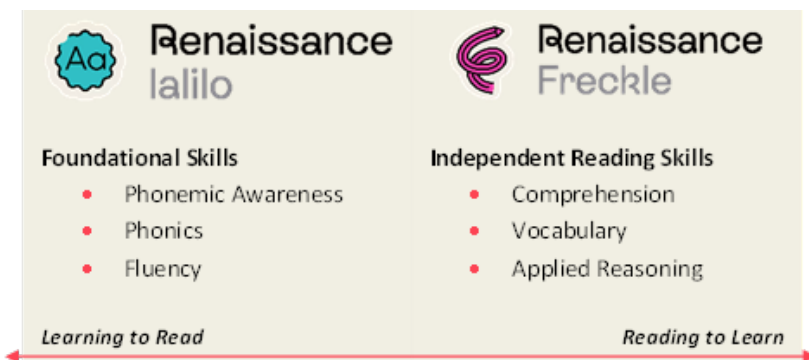 Aa
Renaissance
lalilo
Foundational Skills
• Phonemic Awareness
• Phonics
• Fluency
Learning to Read
Renaissance
Freckle
Independent Reading Skills
• Comprehension
• Vocabulary
• Applied Reasoning
Reading to Learn